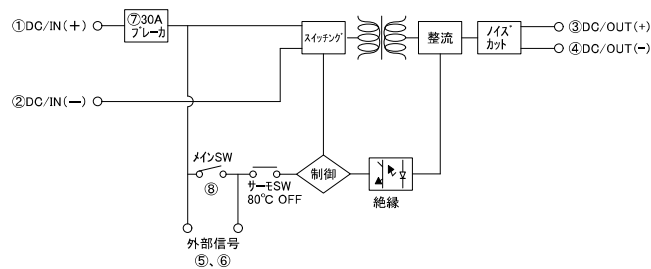 ①DC/IN(+)
⑦30A
ブレーカ
スイッチング
整流
ノイズ
カット
③DC/OUT(+)
④DC/OUT(-)
②DC/IN(ー)
メインSW
⑧
サーモSW
80℃ OFF
制御
絶縁
外部信号
⑤、⑥